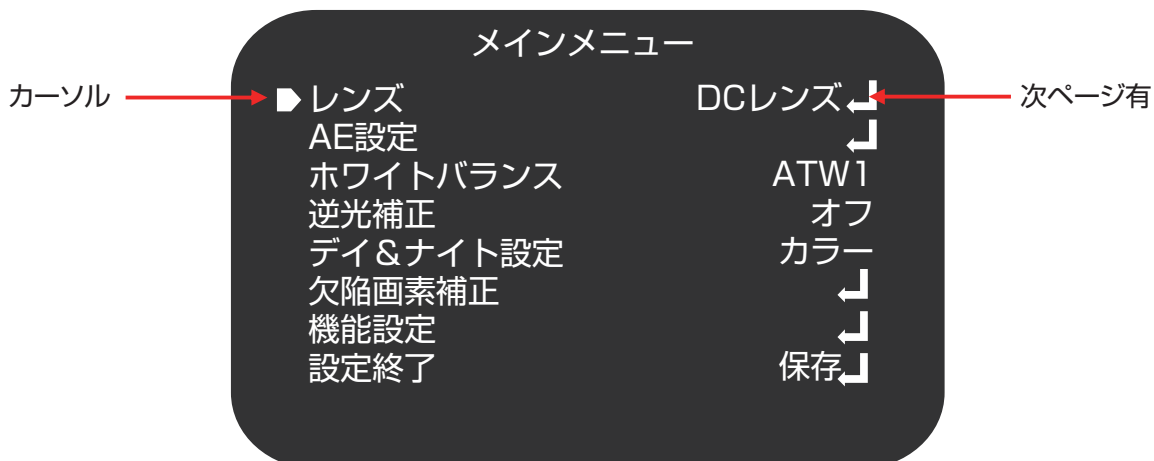 メインメニュー
カーソル レンズ DCレンズ 次ページ有
AE設定
ホワイトバランス ATW1
逆光補正 オフ
デイ&ナイト設定 カラー
欠陥画素補正
機能設定
設定終了 保存